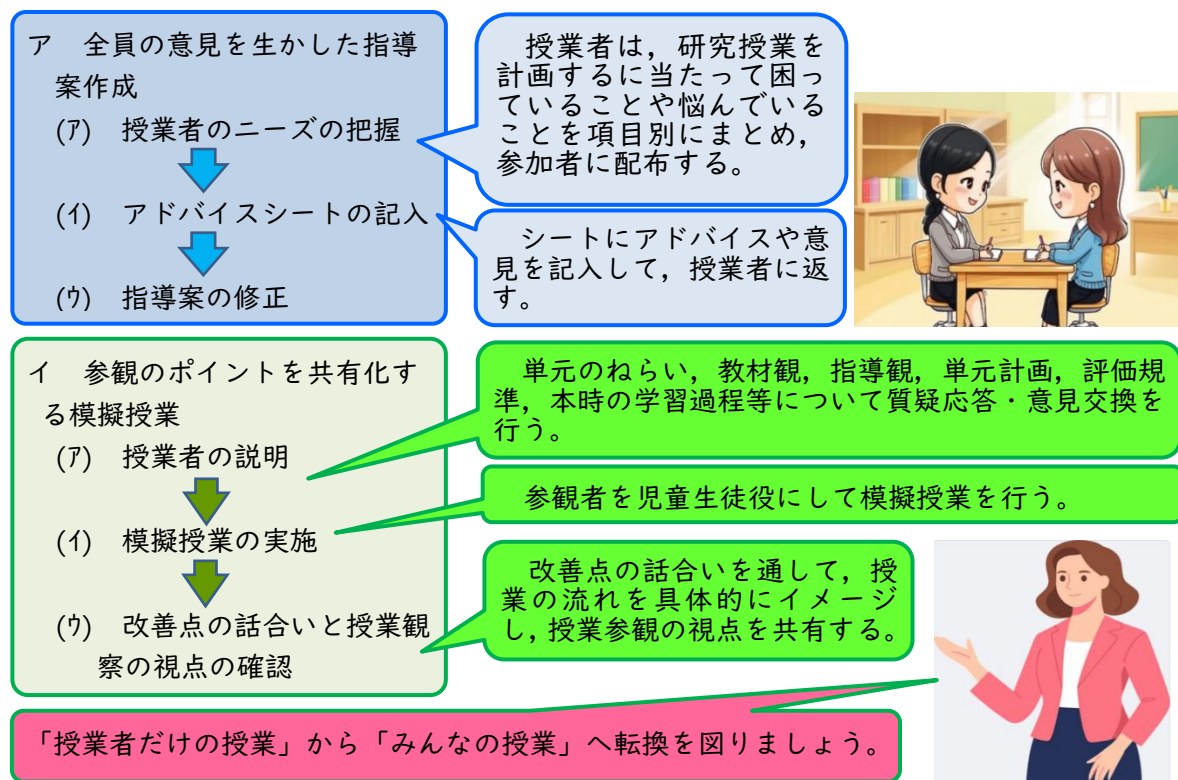 ア　全員の意見を生かした指導
案作成
(ｱ)　授業者のニーズの把握
(ｲ)　アドバイスシートの記入
(ｳ)　指導案の修正
授業者は，研究授業を
計画するに当たって困っ
ていることや悩んでいる
ことを項目別にまとめ，
参加者に配布する。
シートにアドバイスや意
見を記入して，授業者に返
す。
イ　参観のポイントを共有化す
る模擬授業
(ｱ)　授業者の説明
(ｲ)　模擬授業の実施
(ｳ)　改善点の話合いと授業観
察の視点の確認
単元のねらい，教材観，指導観，単元計画，評価規
準，本時の学習過程等について質疑応答・意見交換を
行う。
参観者を児童生徒役にして模擬授業を行う。
改善点の話合いを通して，授
業の流れを具体的にイメージ
し，授業参観の視点を共有する。
「授業者だけの授業」から「みんなの授業」へ転換を図りましょう。